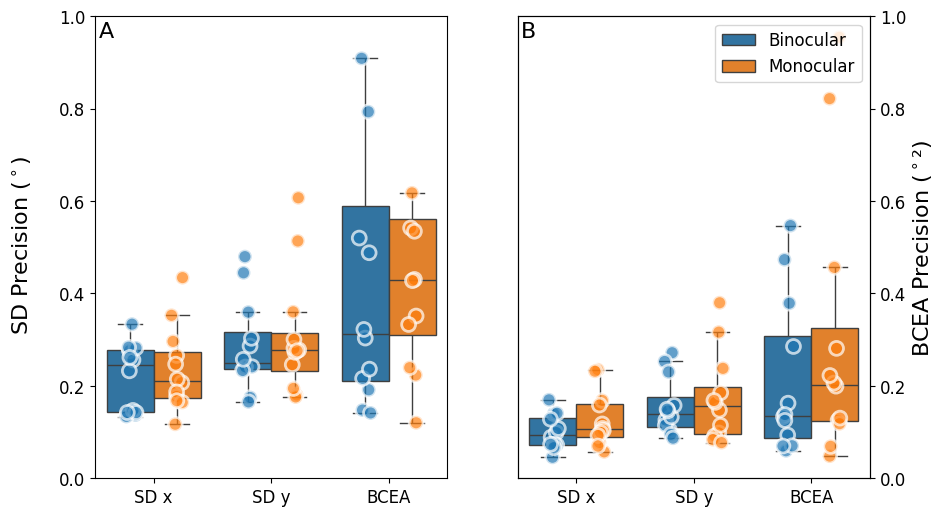 A
B
Binocular
Monocular
SD Precision (°)
1.0
0.8
0.6
0.4
0.2
0.0
SD x
SD y
BCEA
SD x
SD y
BCEA
1.0
0.8
0.6
0.4
0.2
0.0
BCEA Precision (°²)